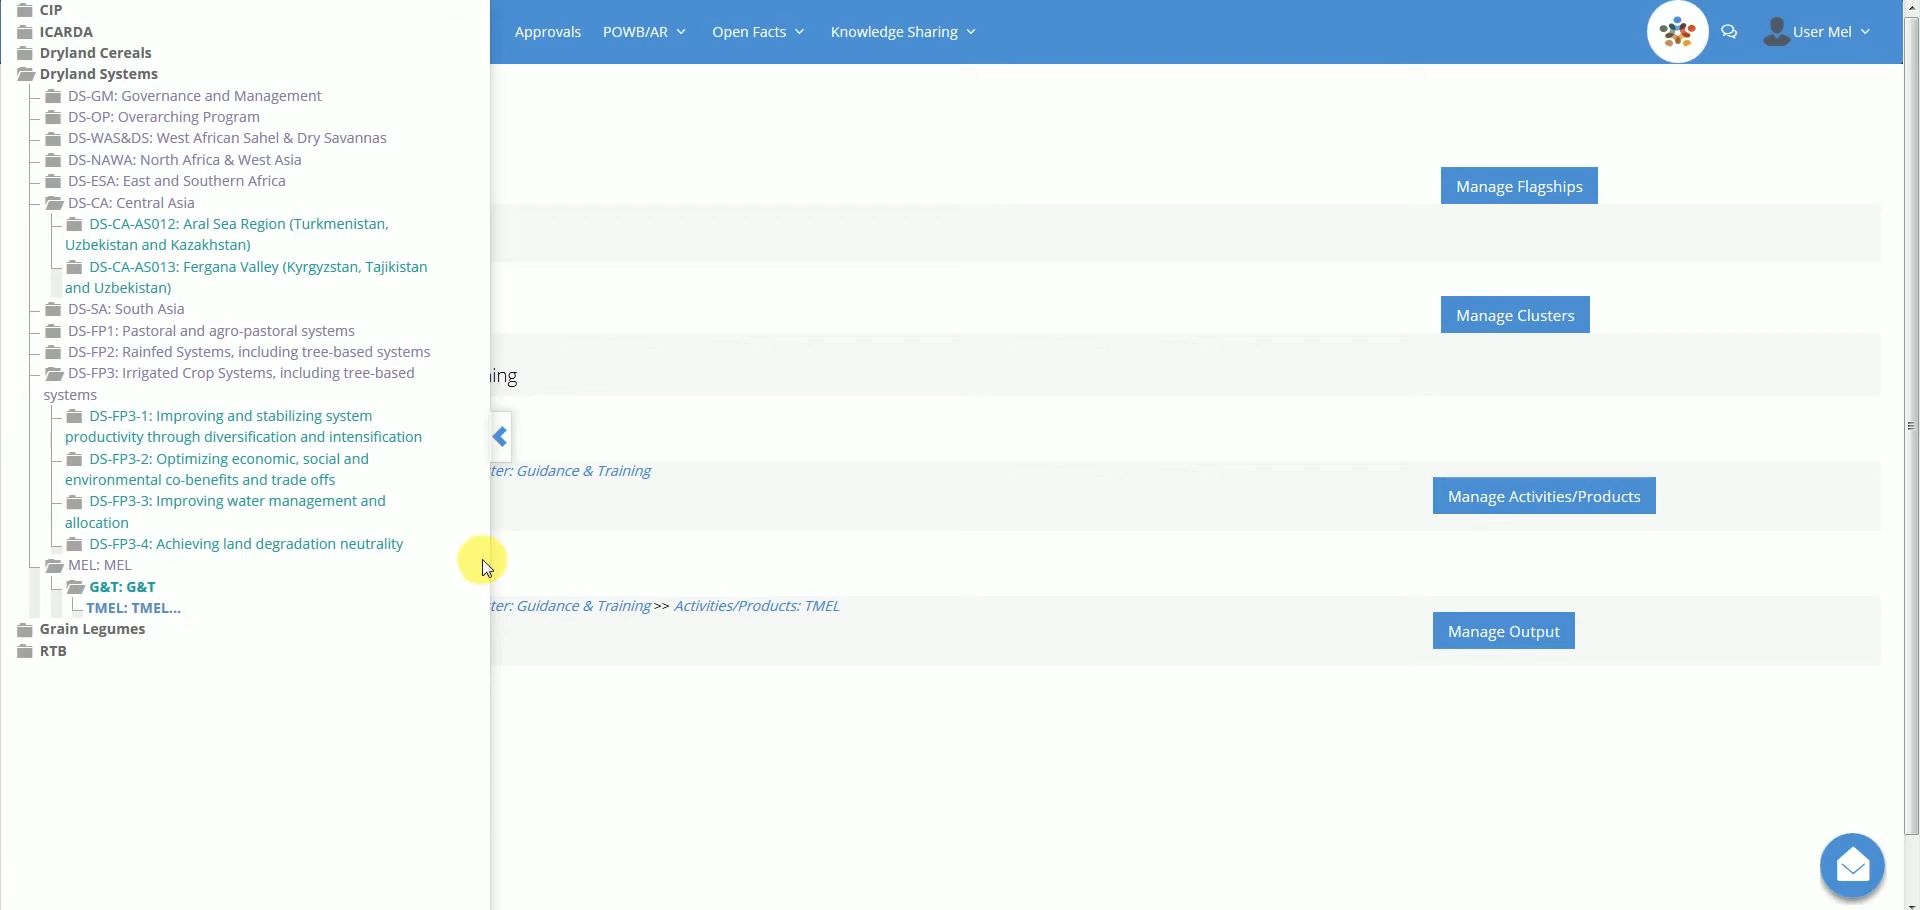 CIP
ICARDA
Dryland Cereals
Dryland Systems
DS-GM: Governance and Management
DS-OP: Overarching Program
DS-WAS&DS: West African Sahel & Dry Savannas
DS-NAWA: North Africa & West Asia
DS-ESA: East and Southern Africa
DS-CA: Central Asia
DS-CA-AS012: Aral Sea Region (Turkmenistan,
Uzbekistan and Kazakhstan)
DS-CA-AS013: Fergana Valley (Kyrgyzstan, Tajikistan
and Uzbekistan)
DS-SA: South Asia
DS-FP1: Pastoral and agro-pastoral systems
DS-FP2: Rainfed Systems, including tree-based systems
DS-FP3: Irrigated Crop Systems, including tree-based
systems
DS-FP3-1: Improving and stabilizing system
productivity through diversification and intensification
DS-FP3-2: Optimizing economic, social and
environmental co-benefits and trade offs
DS-FP3-3: Improving water management and
allocation
DS-FP3-4: Achieving land degradation neutrality
MEL: MEL
G&T: G&T
TMEL: TMEL...
Grain Legumes
RTB
Approvals POWB/AR Open Facts Knowledge Sharing User Mel
Manage Flagships
Manage Clusters
ing
ter: Guidance & Training
Manage Activities/Products
ter: Guidance & Training >> Activities/Products: TMEL
Manage Output